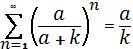 ∑_{n=1}^{∞} (a/(a+k))^n = a/k